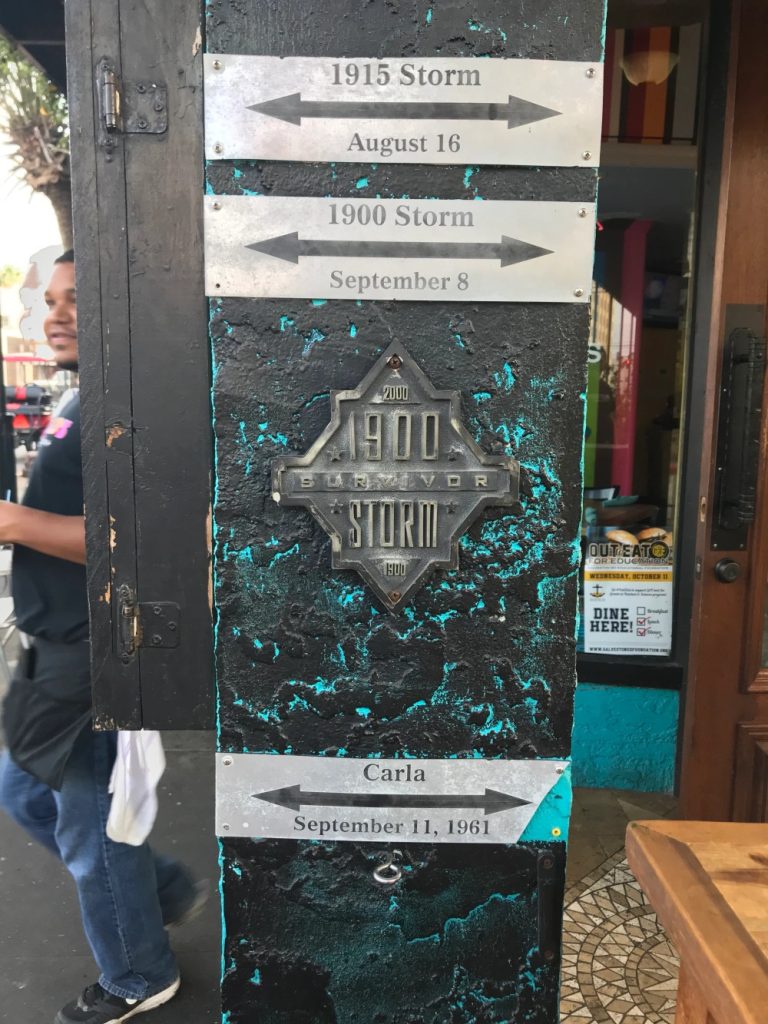 1915 Storm
August 16
1900 Storm
September 8
2000
1900
SURVIVOR
STORM
1900
Carla
September 11, 1961
OUT EAT
FOR EDUCATION
WEDNESDAY, OCTOBER 11
DINE
HERE!
Breakfast
Lunch
Dinner